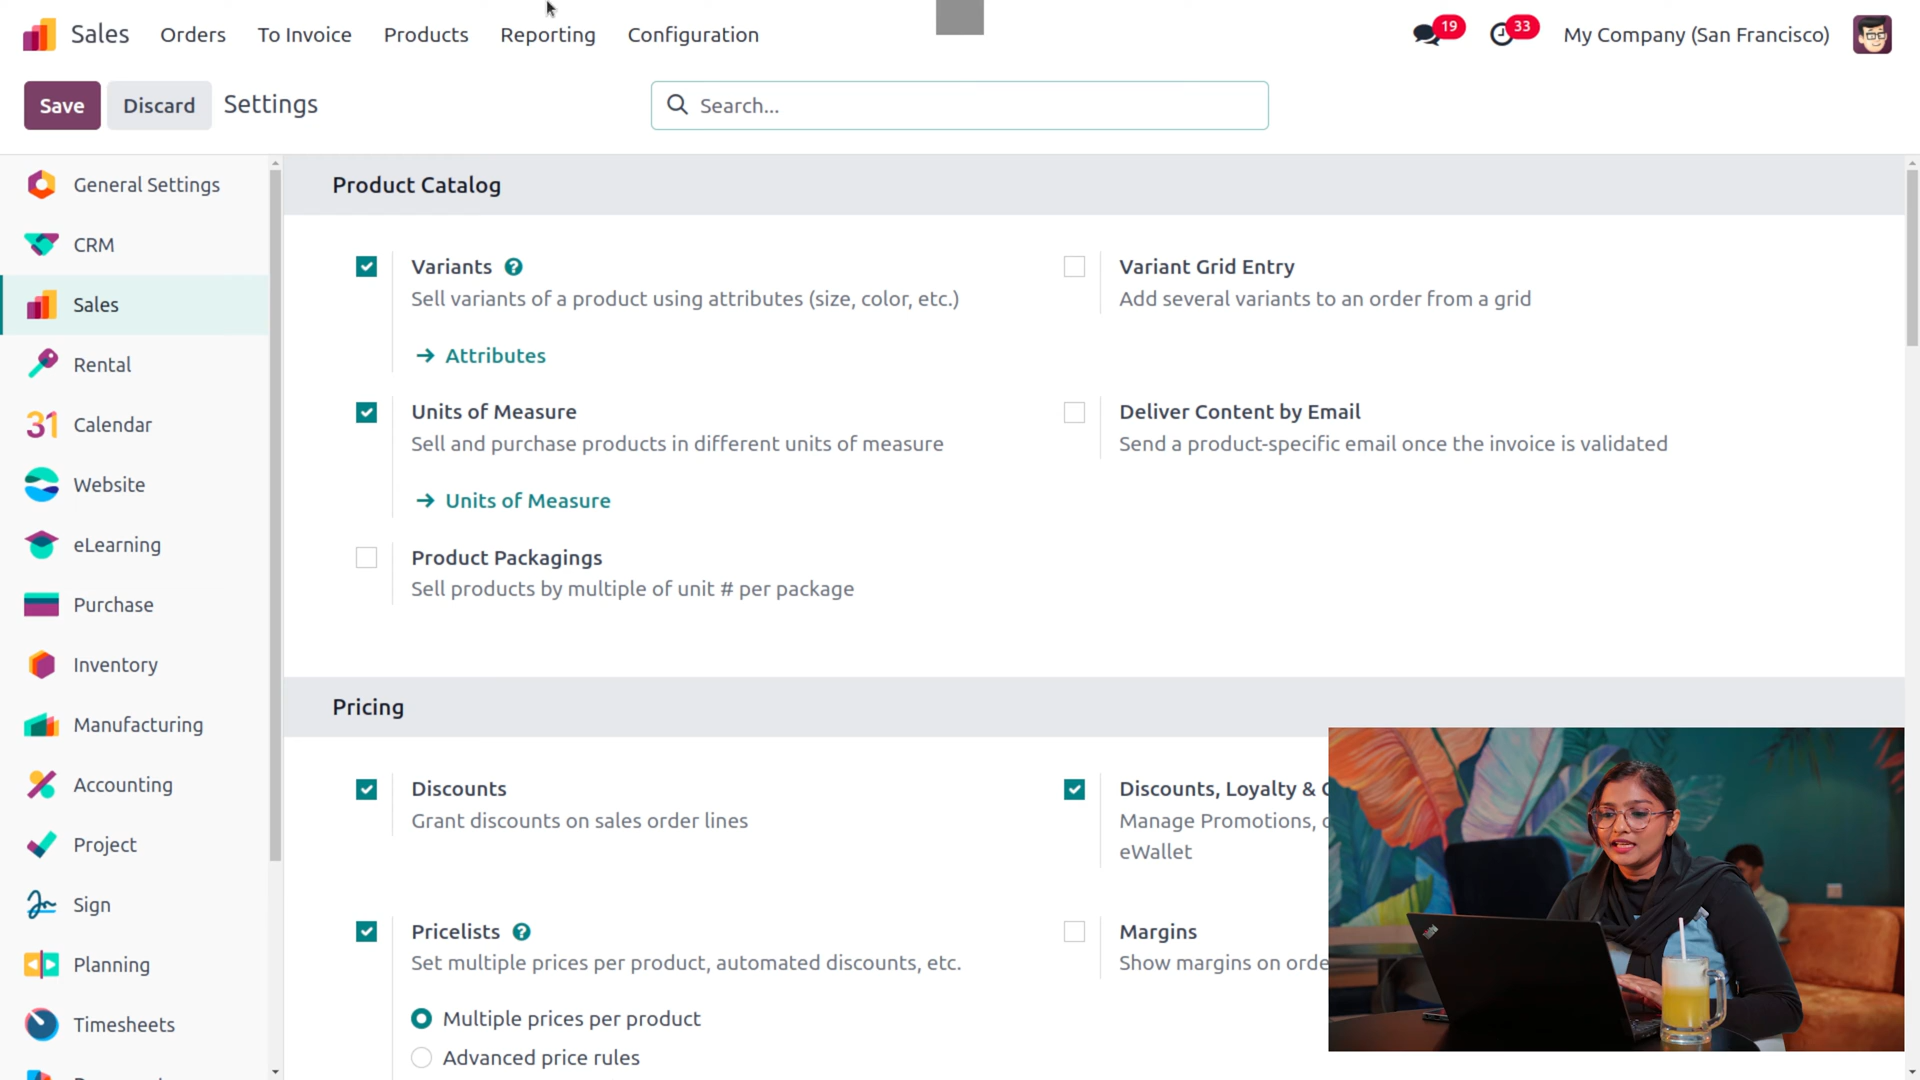 Sales Orders To Invoice Products Reporting Configuration 19 33 My Company (San Francisco)
Save Discard Settings Search...
General Settings
CRM
Sales
Rental
31 Calendar
Website
eLearning
Purchase
Inventory
Manufacturing
Accounting
Project
Sign
Planning
Timesheets
Product Catalog
Variants ?
Sell variants of a product using attributes (size, color, etc.)
Attributes
Variant Grid Entry
Add several variants to an order from a grid
Units of Measure
Sell and purchase products in different units of measure
Units of Measure
Deliver Content by Email
Send a product-specific email once the invoice is validated
Product Packagings
Sell products by multiple of unit # per package
Pricing
Discounts
Grant discounts on sales order lines
Discounts, Loyalty &
Manage Promotions,
eWallet
Pricelists ?
Set multiple prices per product, automated discounts, etc.
Multiple prices per product
Advanced price rules
Margins
Show margins on